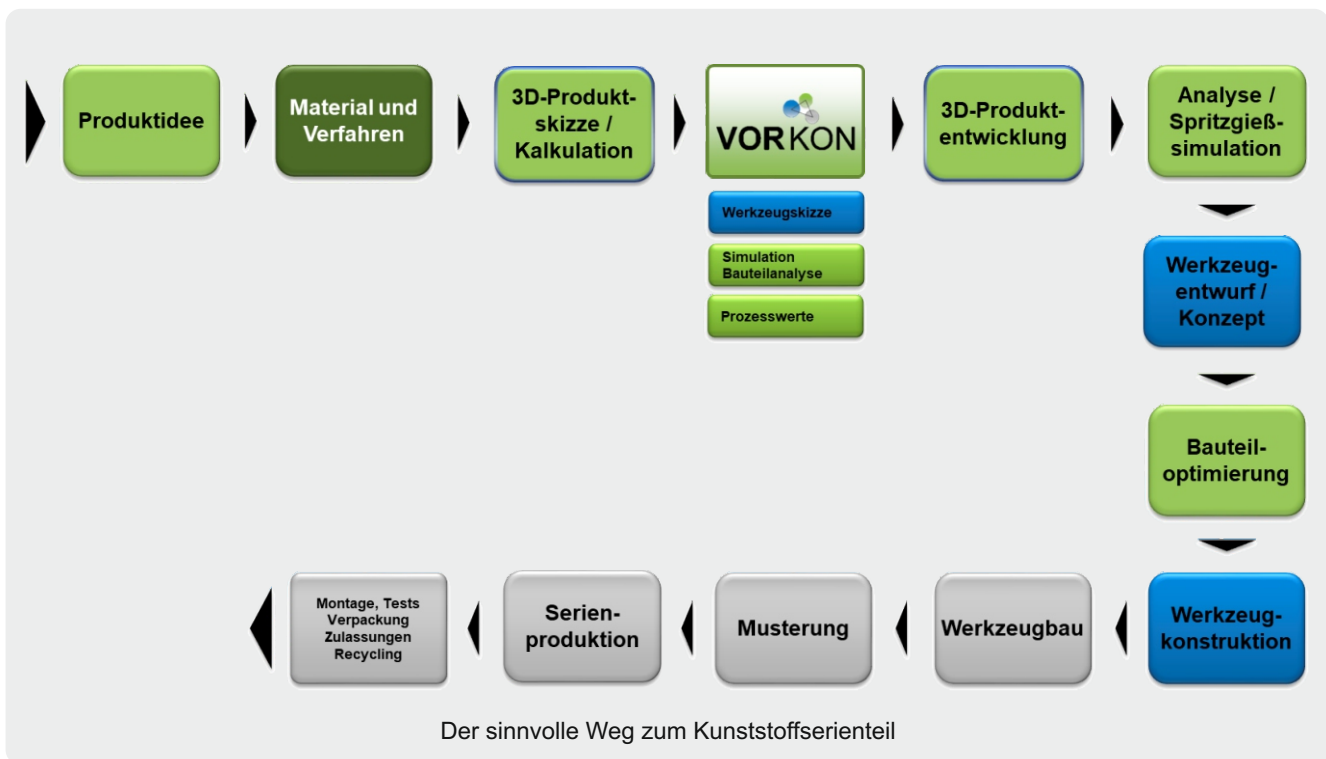 Produktidee
Material und
Verfahren
3D-Produkt-
skizze /
Kalkulation
VORKON
Werkzeugskizze
Simulation
Bauteilanalyse
Prozesswerte
3D-Produkt-
entwicklung
Analyse /
Spritzgieß-
simulation
Werkzeug-
entwurf /
Konzept
Bauteil-
optimierung
Werkzeug-
konstruktion
Werkzeugbau
Musterung
Serien-
produktion
Montage, Tests
Verpackung
Zulassungen
Recycling
Der sinnvolle Weg zum Kunststoffserienteil